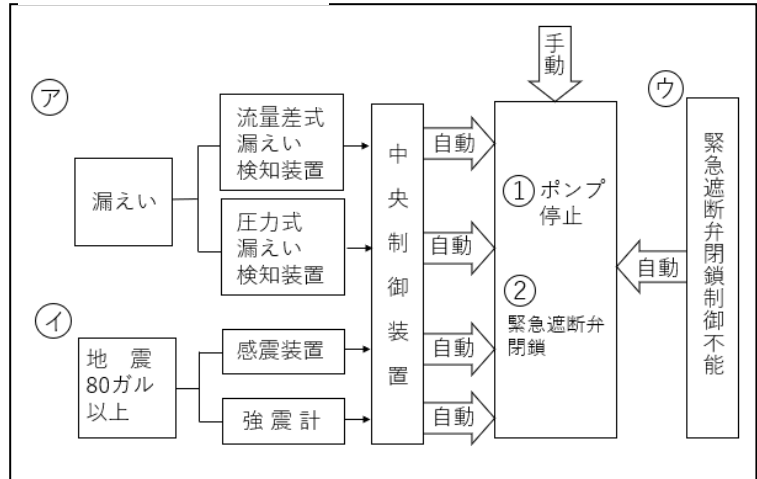 手動
㋐
㋒
流量差式
漏えい
検知装置
漏えい
圧力式
漏えい
検知装置
㋑
地　震
80ガル
以上
感震装置
強 震 計
中央制御装置
自動
自動
自動
自動
① ポンプ
停止
②
緊急遮断弁
閉鎖
自動
緊急遮断弁閉鎖制御不能